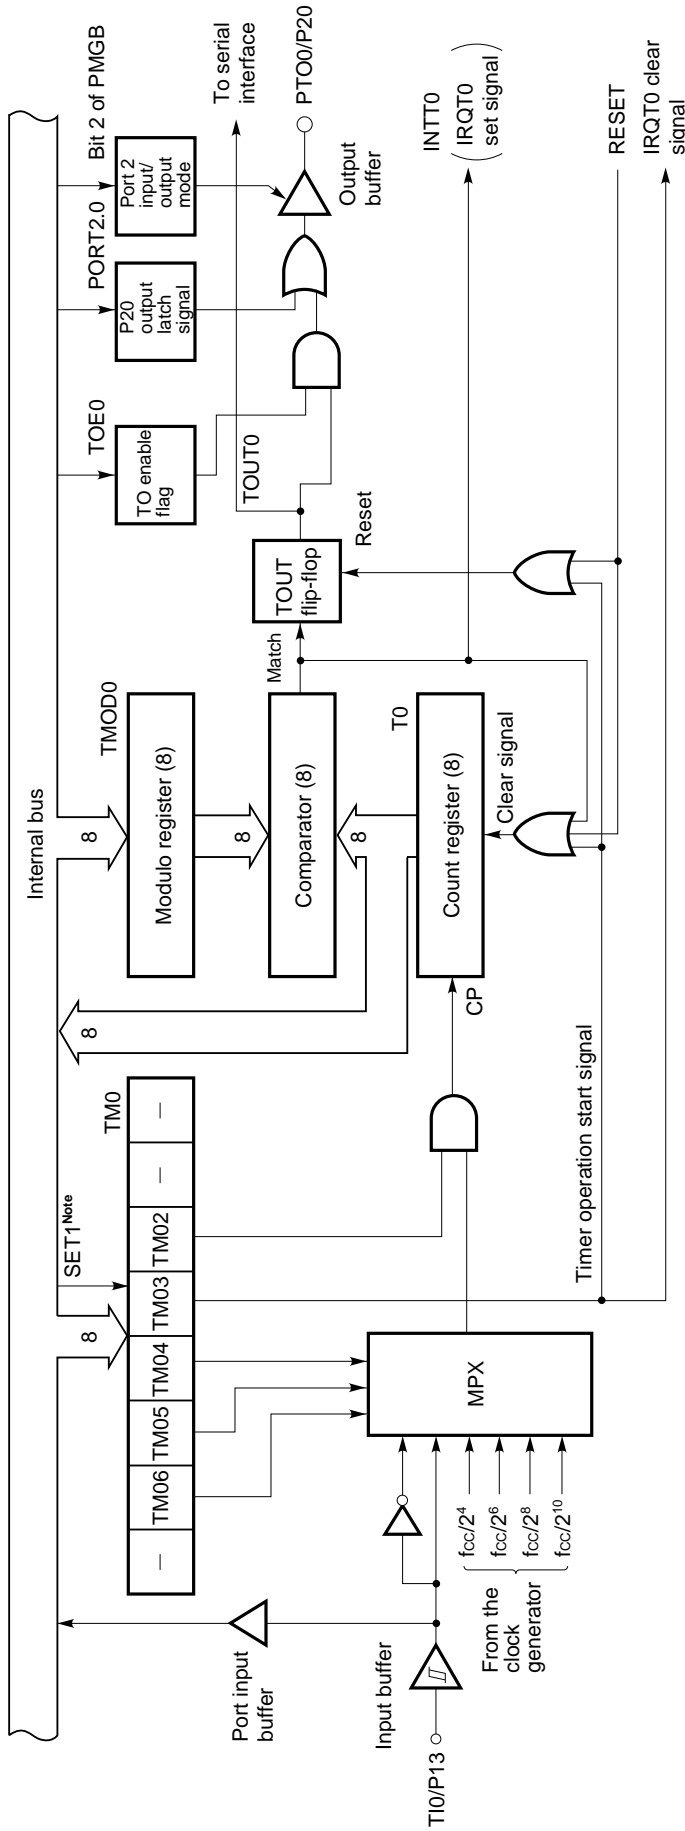 Internal bus
8
SET1Note
8
8
TM0
—
TM06
TM05
TM04
TM03
TM02
—
—
TMOD0
Modulo register (8)
8
Comparator (8)
8
Match
T0
Count register (8)
CP
Clear signal
TOE0
TO enable
flag
PORT2.0
P20
output
latch
signal
Bit 2 of PMGB
Port 2
input/
output
mode
To serial
interface
TOUT0
TOUT
flip-flop
Reset
PTO0/P20
Output
buffer
Port input
buffer
Input buffer
TI0/P13
MPX
fcc/2⁴
fcc/2⁶
fcc/2⁸
fcc/2¹⁰
From the
clock
generator
Timer operation start signal
INTT0
(IRQT0
set signal)
RESET
IRQT0 clear
signal